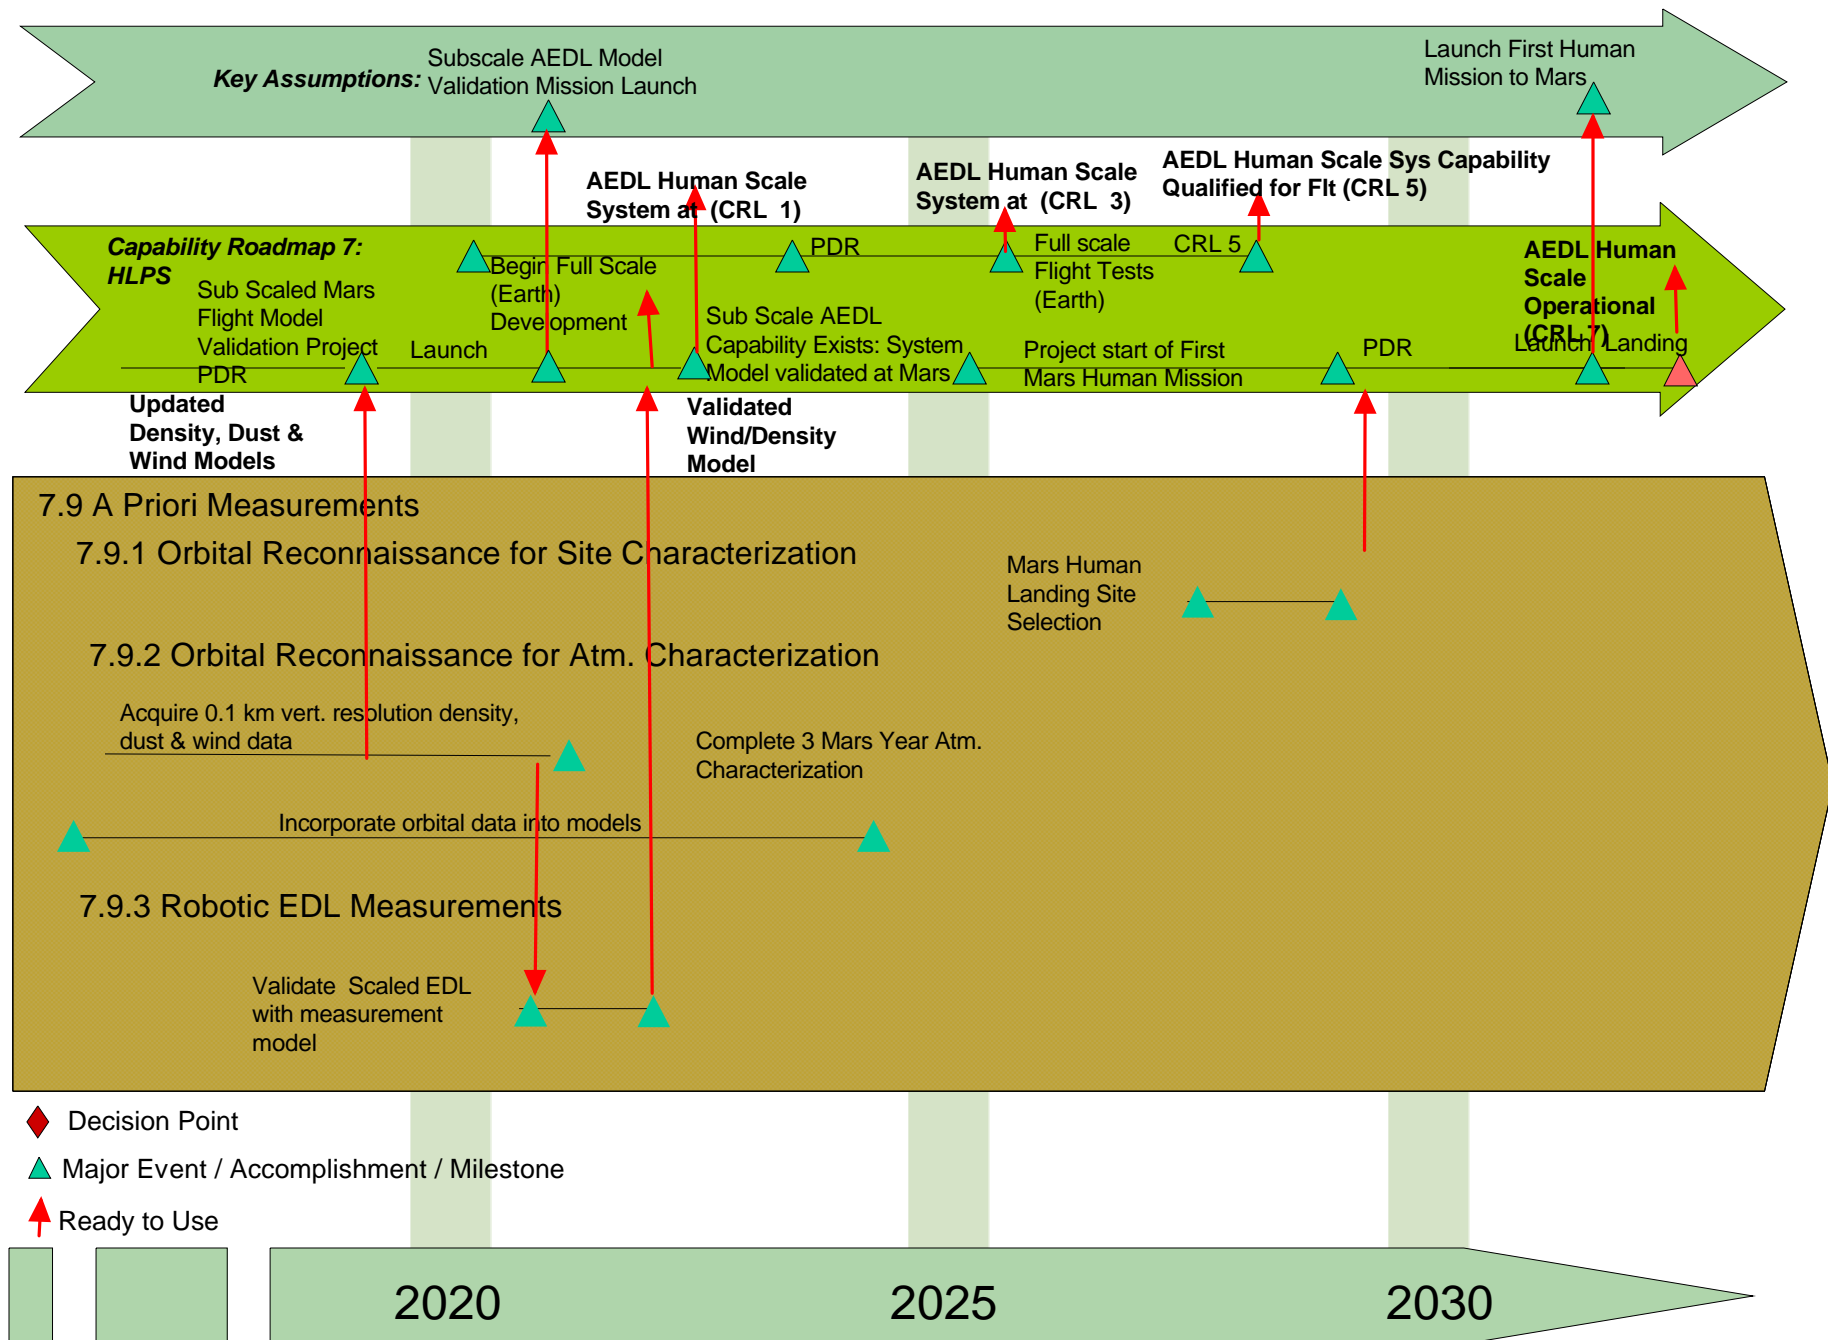 Key Assumptions:
Subscale AEDL Model
Validation Mission Launch
Launch First Human
Mission to Mars
AEDL Human Scale
System at  (CRL  1)
AEDL Human Scale
System at  (CRL  3)
AEDL Human Scale Sys Capability
Qualified for Flt (CRL 5)
Capability Roadmap 7:
HLPS
Sub Scaled Mars
Flight Model
Validation Project
PDR
Launch
Begin Full Scale
(Earth)
Development
PDR
Sub Scale AEDL
Capability Exists: System
Model validated at Mars
Full scale
Flight Tests
(Earth)
CRL 5
Project start of First
Mars Human Mission
PDR
AEDL Human
Scale
Operational
(CRL 7)
Launch
Landing
Updated
Density, Dust &
Wind Models
Validated
Wind/Density
Model
7.9 A Priori Measurements
7.9.1 Orbital Reconnaissance for Site Characterization
Mars Human
Landing Site
Selection
7.9.2 Orbital Reconnaissance for Atm. Characterization
Acquire 0.1 km vert. resolution density,
dust & wind data
Complete 3 Mars Year Atm.
Characterization
Incorporate orbital data into models
7.9.3 Robotic EDL Measurements
Validate  Scaled EDL
with measurement
model
Decision Point
Major Event / Accomplishment / Milestone
Ready to Use
2020
2025
2030